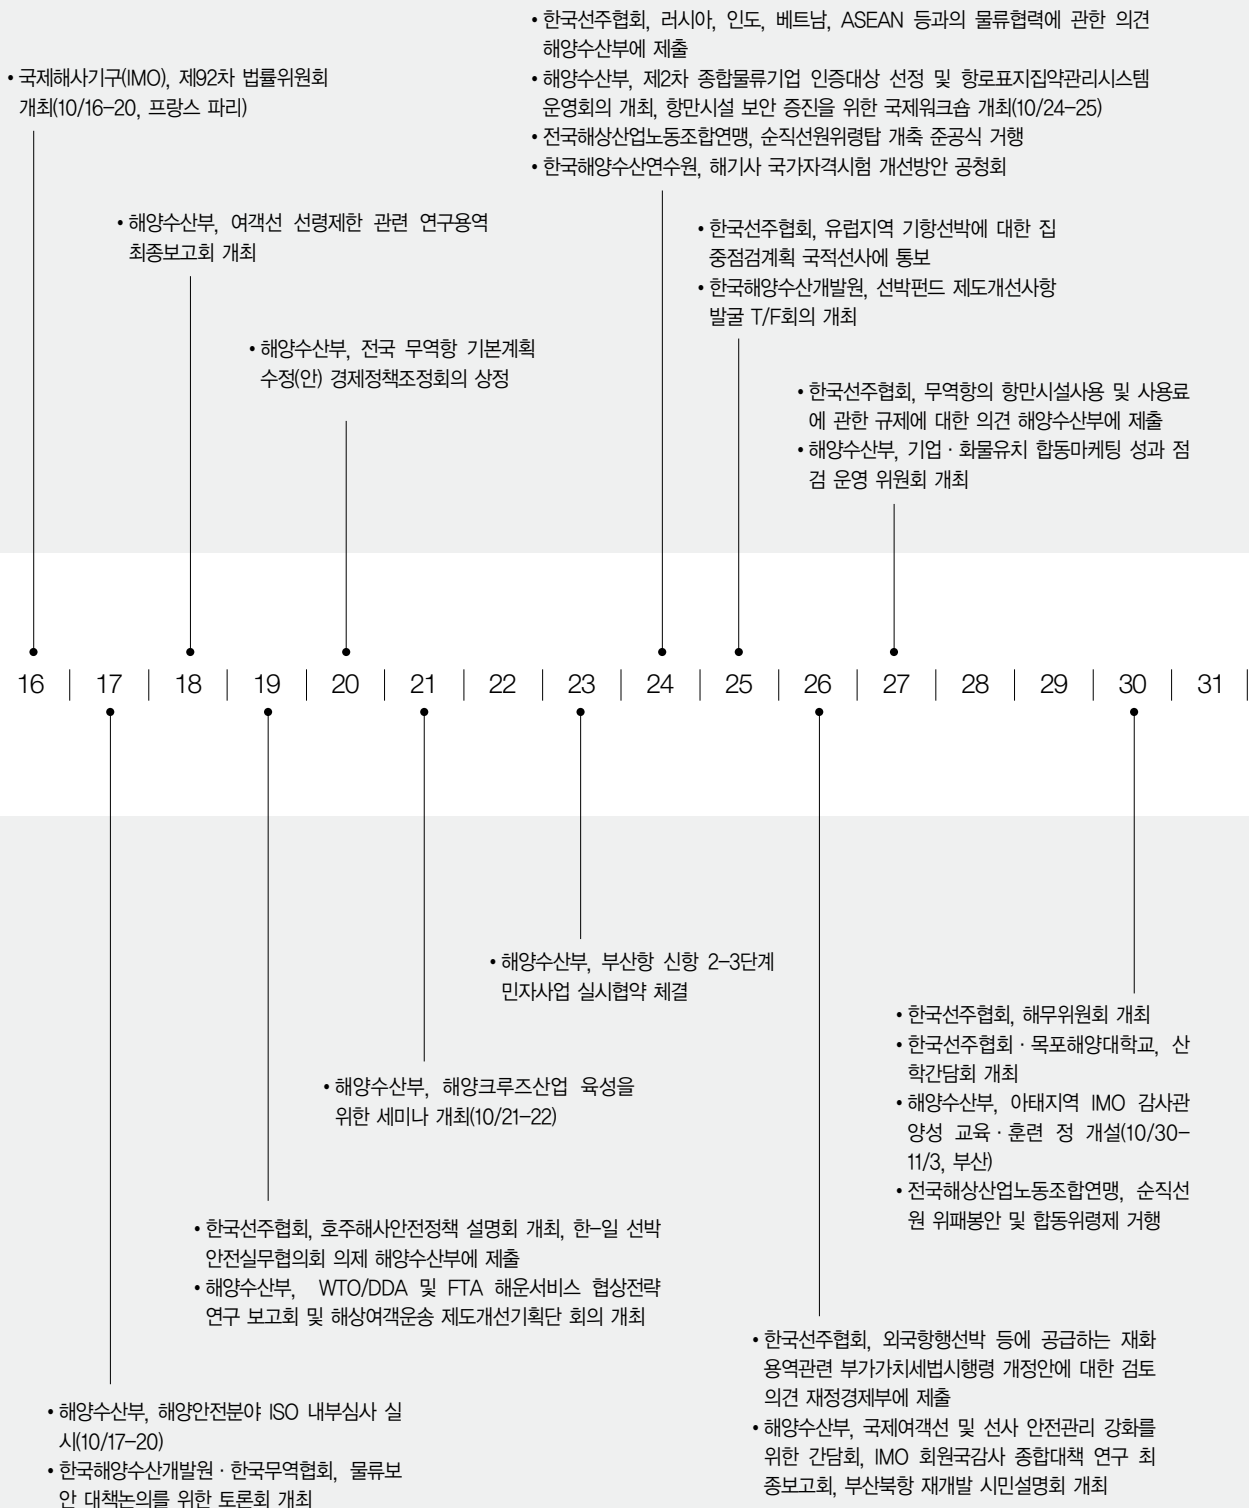 • 한국선주협회, 러시아, 인도, 베트남, ASEAN 등과의 물류협력에 관한 의견
해양수산부에 제출
• 해양수산부, 제2차 종합물류기업 인증대상 선정 및 항로표지집약관리시스템
운영회의 개최, 항만시설 보안 증진을 위한 국제워크숍 개최(10/24-25)
• 전국해상산업노동조합연맹, 순직선원위령탑 개축 준공식 거행
• 한국해양수산연수원, 해기사 국가자격시험 개선방안 공청회
• 국제해사기구(IMO), 제92차 법률위원회
개최(10/16-20, 프랑스 파리)
• 해양수산부, 여객선 선령제한 관련 연구용역
최종보고회 개최
• 한국선주협회, 유럽지역 기항선박에 대한 집
중점검계획 국적선사에 통보
• 한국해양수산개발원, 선박펀드 제도개선사항
발굴 T/F회의 개최
• 해양수산부, 전국 무역항 기본계획
수정(안) 경제정책조정회의 상정
• 한국선주협회, 무역항의 항만시설사용 및 사용료
에 관한 규제에 대한 의견 해양수산부에 제출
• 해양수산부, 기업 · 화물유치 합동마케팅 성과 점
검 운영 위원회 개최
16 | 17 | 18 | 19 | 20 | 21 | 22 | 23 | 24 | 25 | 26 | 27 | 28 | 29 | 30 | 31 |
• 해양수산부, 부산항 신항 2-3단계
민자사업 실시협약 체결
• 한국선주협회, 해무위원회 개최
• 한국선주협회 · 목포해양대학교, 산
학간담회 개최
• 해양수산부, 아태지역 IMO 감사관
양성 교육 · 훈련 정 개설(10/30-
11/3, 부산)
• 전국해상산업노동조합연맹, 순직선
원 위패봉안 및 합동위령제 거행
• 해양수산부, 해양크루즈산업 육성을
위한 세미나 개최(10/21-22)
• 한국선주협회, 호주해사안전정책 설명회 개최, 한-일 선박
안전실무협의회 의제 해양수산부에 제출
• 해양수산부, WTO/DDA 및 FTA 해운서비스 협상전략
연구 보고회 및 해상여객운송 제도개선기획단 회의 개최
• 한국선주협회, 외국항행선박 등에 공급하는 재화
용역관련 부가가치세법시행령 개정안에 대한 검토
의견 재정경제부에 제출
• 해양수산부, 국제여객선 및 선사 안전관리 강화를
위한 간담회, IMO 회원국감사 종합대책 연구 최
종보고회, 부산북항 재개발 시민설명회 개최
• 해양수산부, 해양안전분야 ISO 내부심사 실
시(10/17-20)
• 한국해양수산개발원 · 한국무역협회, 물류보
안 대책논의를 위한 토론회 개최